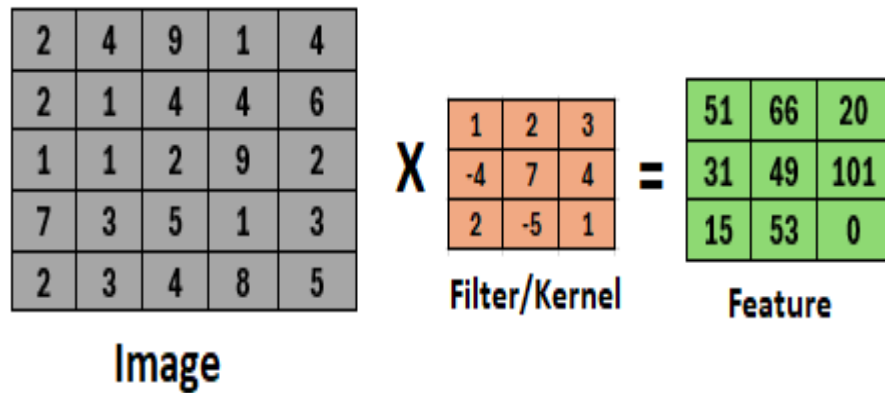 2 4 9 1 4
2 1 4 4 6
1 1 2 9 2
7 3 5 1 3
2 3 4 8 5
Image
X
1 2 3
-4 7 4
2 -5 1
Filter/Kernel
=
51 66 20
31 49 101
15 53 0
Feature